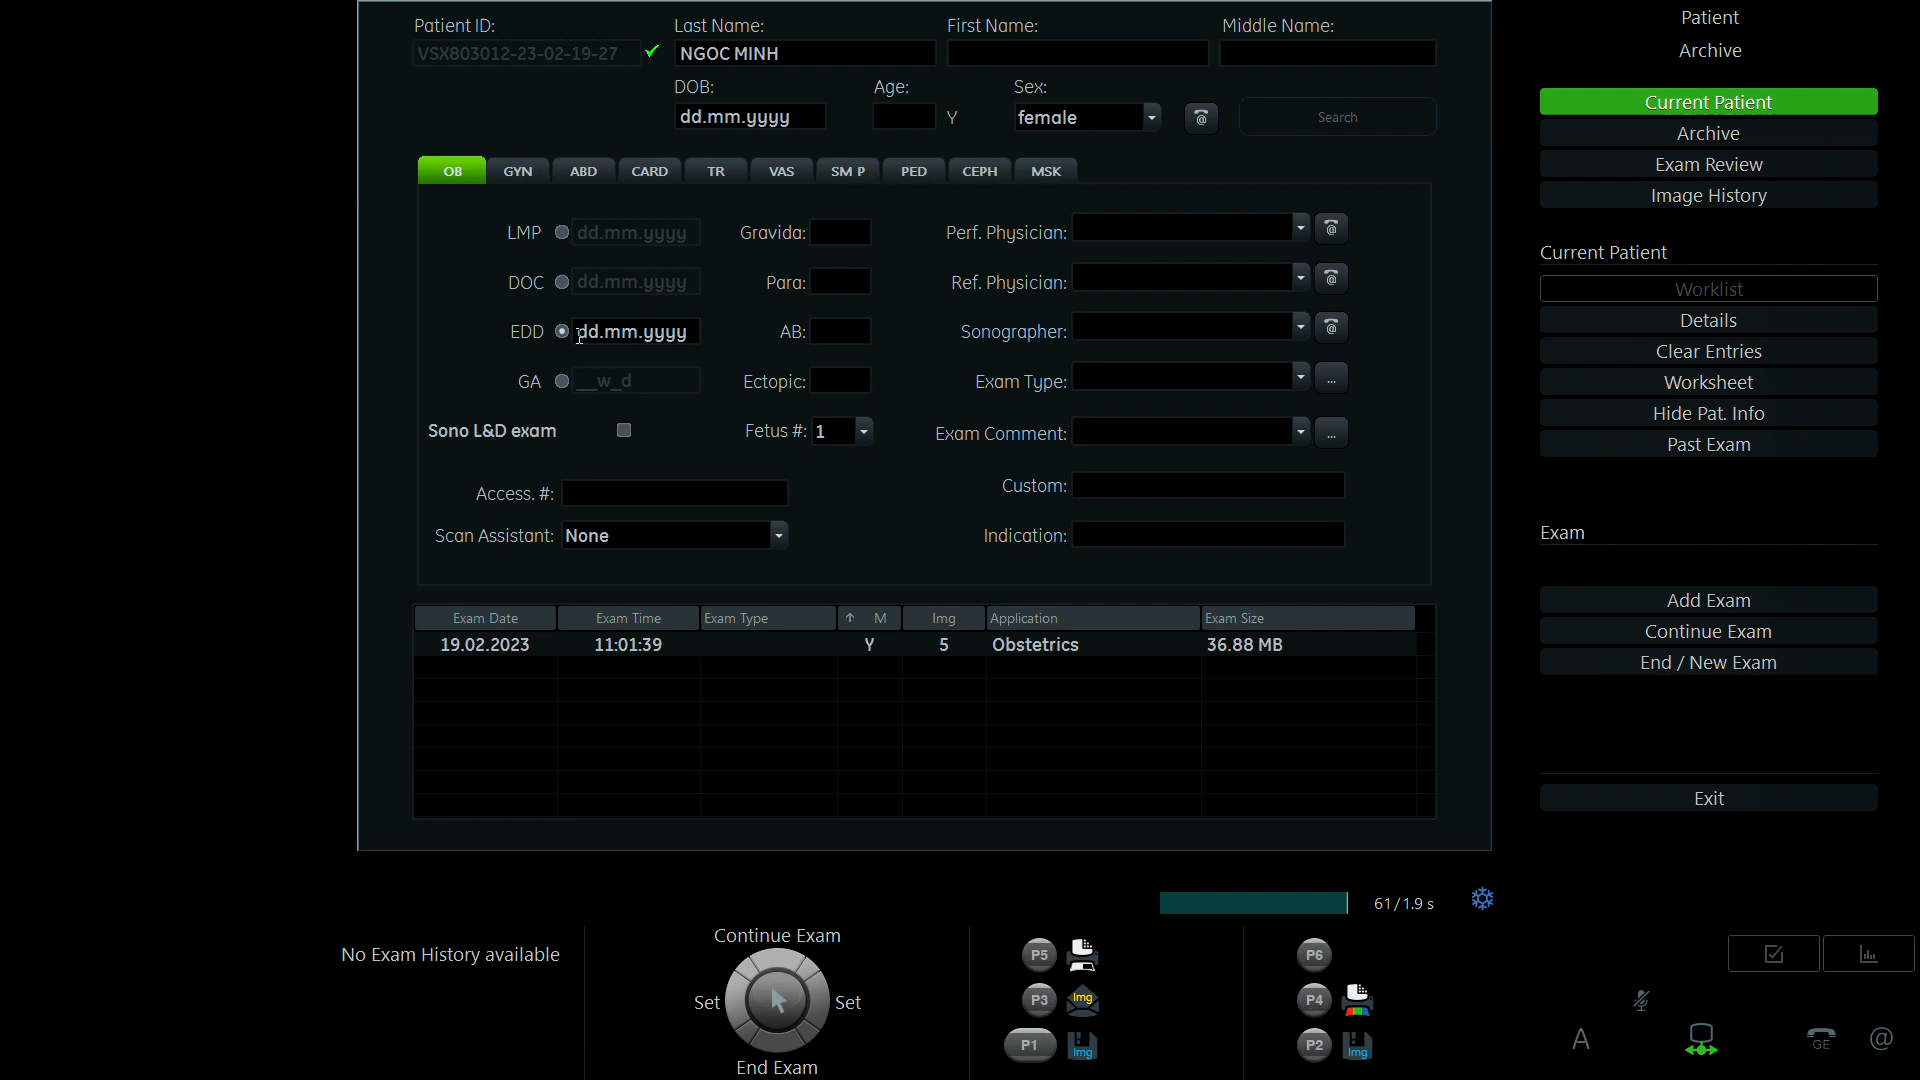 Patient ID: Last Name: First Name: Middle Name:
VSX803012-23-02-19-27 NGOC MINH
DOB: Age: Sex:
dd.mm.yyyy Y female @ Search
OB GYN ABD CARD TR VAS SM P PED CEPH MSK
LMP dd.mm.yyyy Gravida: Perf. Physician: @
DOC dd.mm.yyyy Para: Ref. Physician: @
EDD dd.mm.yyyy AB: Sonographer: @
GA __w_d Ectopic: Exam Type: ...
Sono L&D exam Fetus #: 1 Exam Comment: ...
Access. #: Custom:
Scan Assistant: None Indication:
Exam Date Exam Time Exam Type ↑ M Img Application Exam Size
19.02.2023 11:01:39 Y 5 Obstetrics 36.88 MB
Patient
Archive
Current Patient
Archive
Exam Review
Image History
Current Patient
Worklist
Details
Clear Entries
Worksheet
Hide Pat. Info
Past Exam
Exam
Add Exam
Continue Exam
End / New Exam
Exit
61/1.9 s
No Exam History available
Continue Exam
Set Set
End Exam
P5 P6
P3 Img P4
P1 Img P2 Img
A GE @